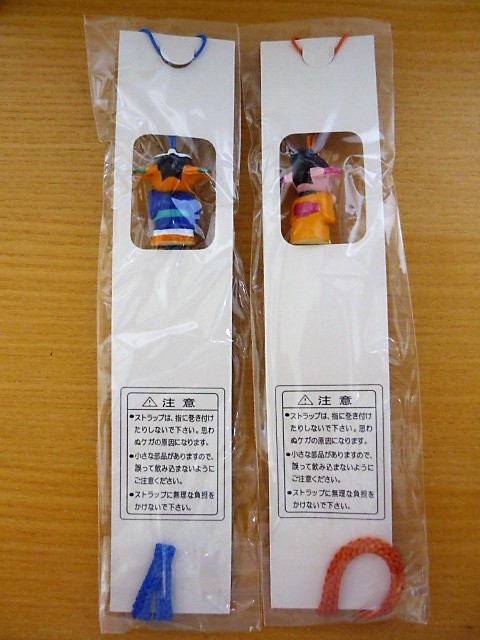 ⚠ 注意
●ストラップは、指に巻き付け
たりしないで下さい。思わ
ぬケガの原因になります。
●小さな部品がありますので、
誤って飲み込まないように
ご注意ください。
●ストラップに無理な負担を
かけないで下さい。
⚠ 注意
●ストラップは、指に巻き付け
たりしないで下さい。思わ
ぬケガの原因になります。
●小さな部品がありますので、
誤って飲み込まないように
ご注意ください。
●ストラップに無理な負担を
かけないで下さい。